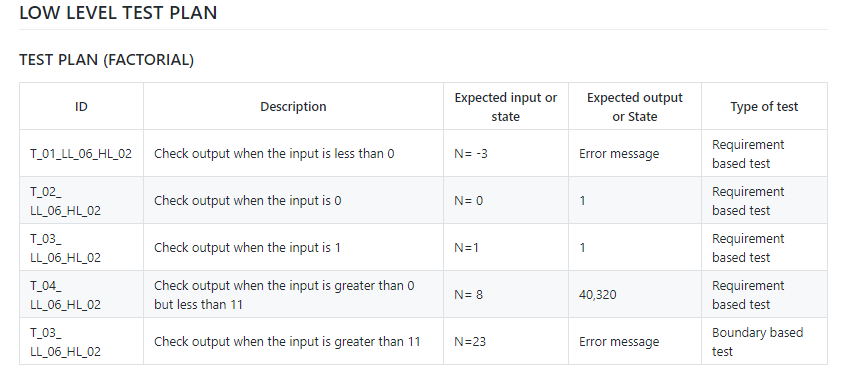 LOW LEVEL TEST PLAN
TEST PLAN (FACTORIAL)
ID
Description
Expected input or
state
Expected output
or State
Type of test
T_01_LL_06_HL_02
Check output when the input is less than 0
N= -3
Error message
Requirement
based test
T_02_
LL_06_HL_02
Check output when the input is 0
N= 0
1
Requirement
based test
T_03_
LL_06_HL_02
Check output when the input is 1
N=1
1
Requirement
based test
T_04_
LL_06_HL_02
Check output when the input is greater than 0
but less than 11
N= 8
40,320
Requirement
based test
T_03_
LL_06_HL_02
Check output when the input is greater than 11
N=23
Error message
Boundary based
test